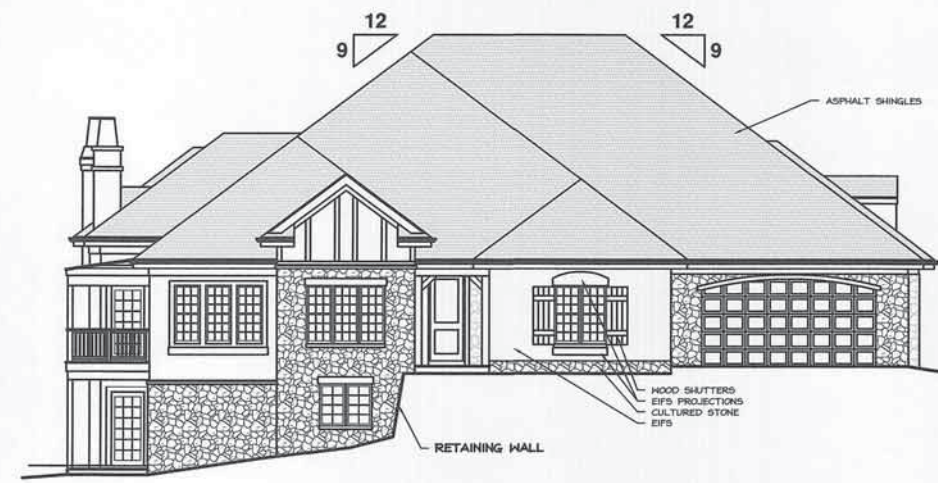 12
9
12
9
ASPHALT SHINGLES
WOOD SHUTTERS
EIFS PROJECTIONS
CULTURED STONE
EIFS
RETAINING WALL